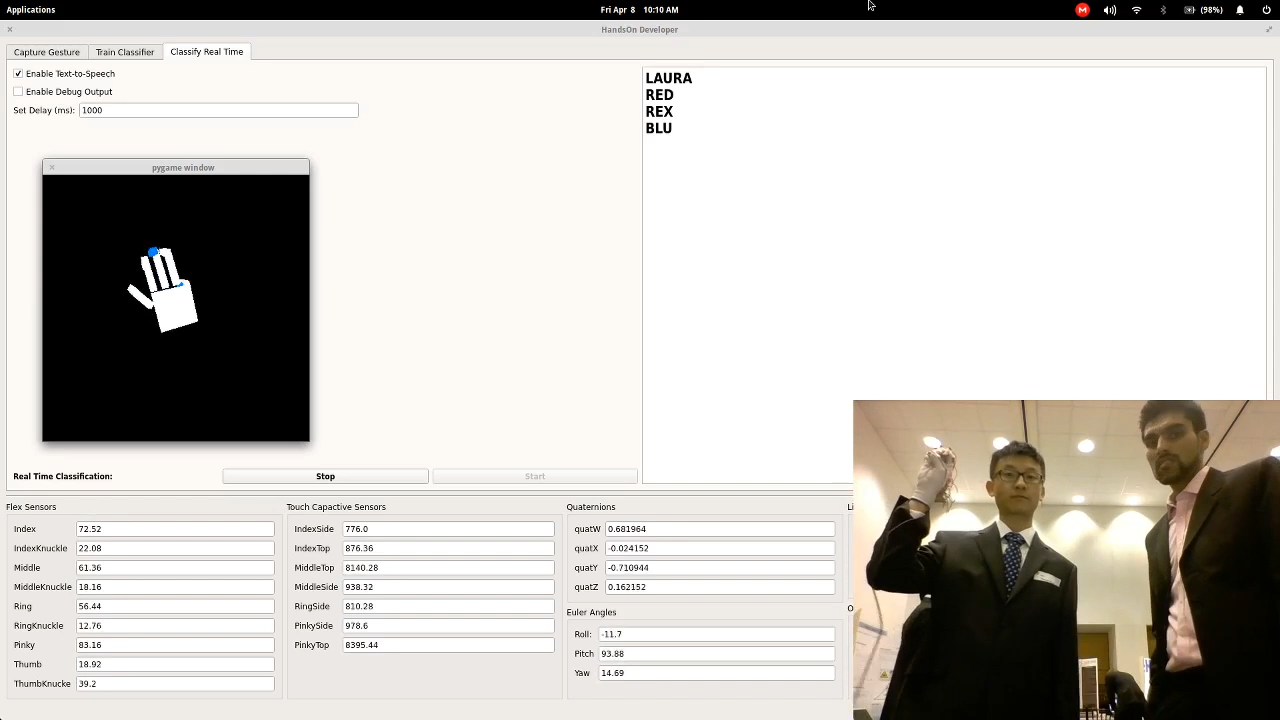 Applications
Fri Apr 8 10:10 AM
M
(98%)
HandsOn Developer
Capture Gesture
Train Classifier
Classify Real Time
Enable Text-to-Speech
Enable Debug Output
Set Delay (ms): 1000
LAURA
RED
REX
BLU
pygame window
Real Time Classification:
Stop
Start
Flex Sensors
Index 72.52
IndexKnuckle 22.08
Middle 61.36
MiddleKnuckle 18.16
Ring 56.44
RingKnuckle 12.76
Pinky 83.16
Thumb 18.92
ThumbKnucke 39.2
Touch Capacitive Sensors
IndexSide 776.0
IndexTop 876.36
MiddleTop 8140.28
MiddleSide 938.32
RingSide 810.28
PinkySide 978.6
PinkyTop 8395.44
Quaternions
quatW 0.681964
quatX -0.024152
quatY -0.710944
quatZ 0.162152
Euler Angles
Roll: -11.7
Pitch 93.88
Yaw 14.69